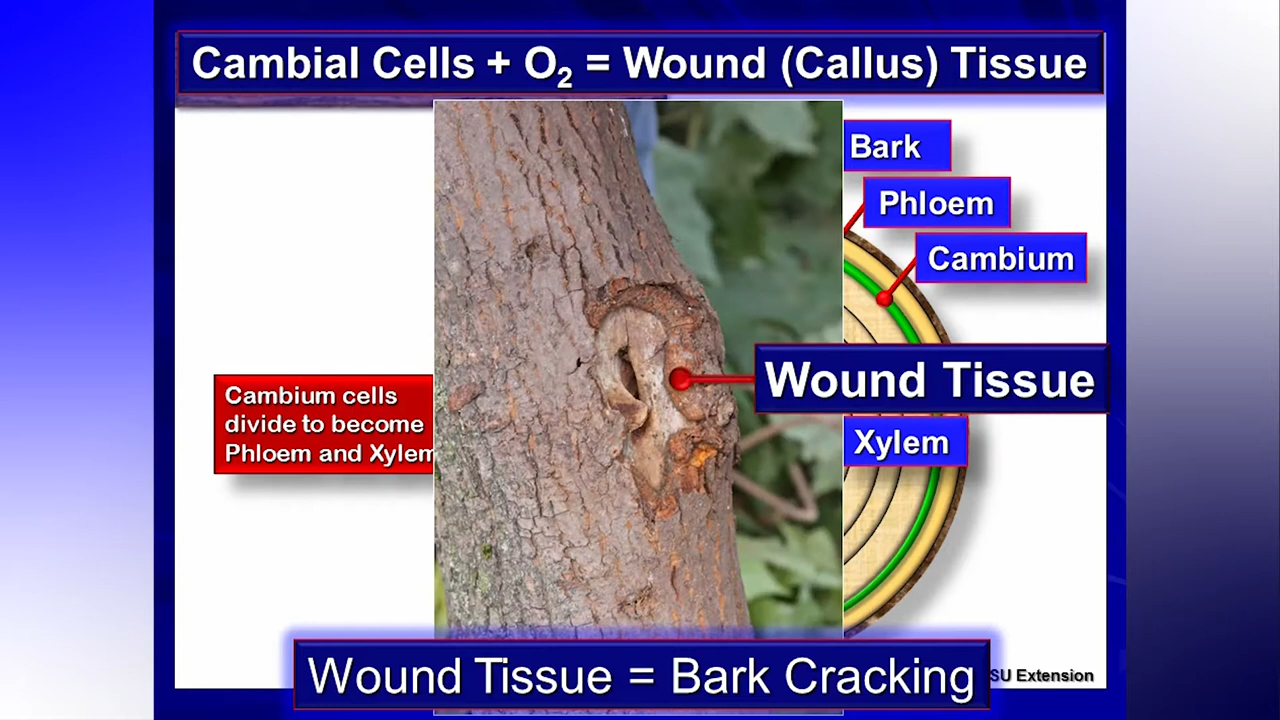 Cambial Cells + O₂ = Wound (Callus) Tissue
Bark
Phloem
Cambium
Wound Tissue
Cambium cells
divide to become
Phloem and Xylem
Xylem
Wound Tissue = Bark Cracking
SU Extension